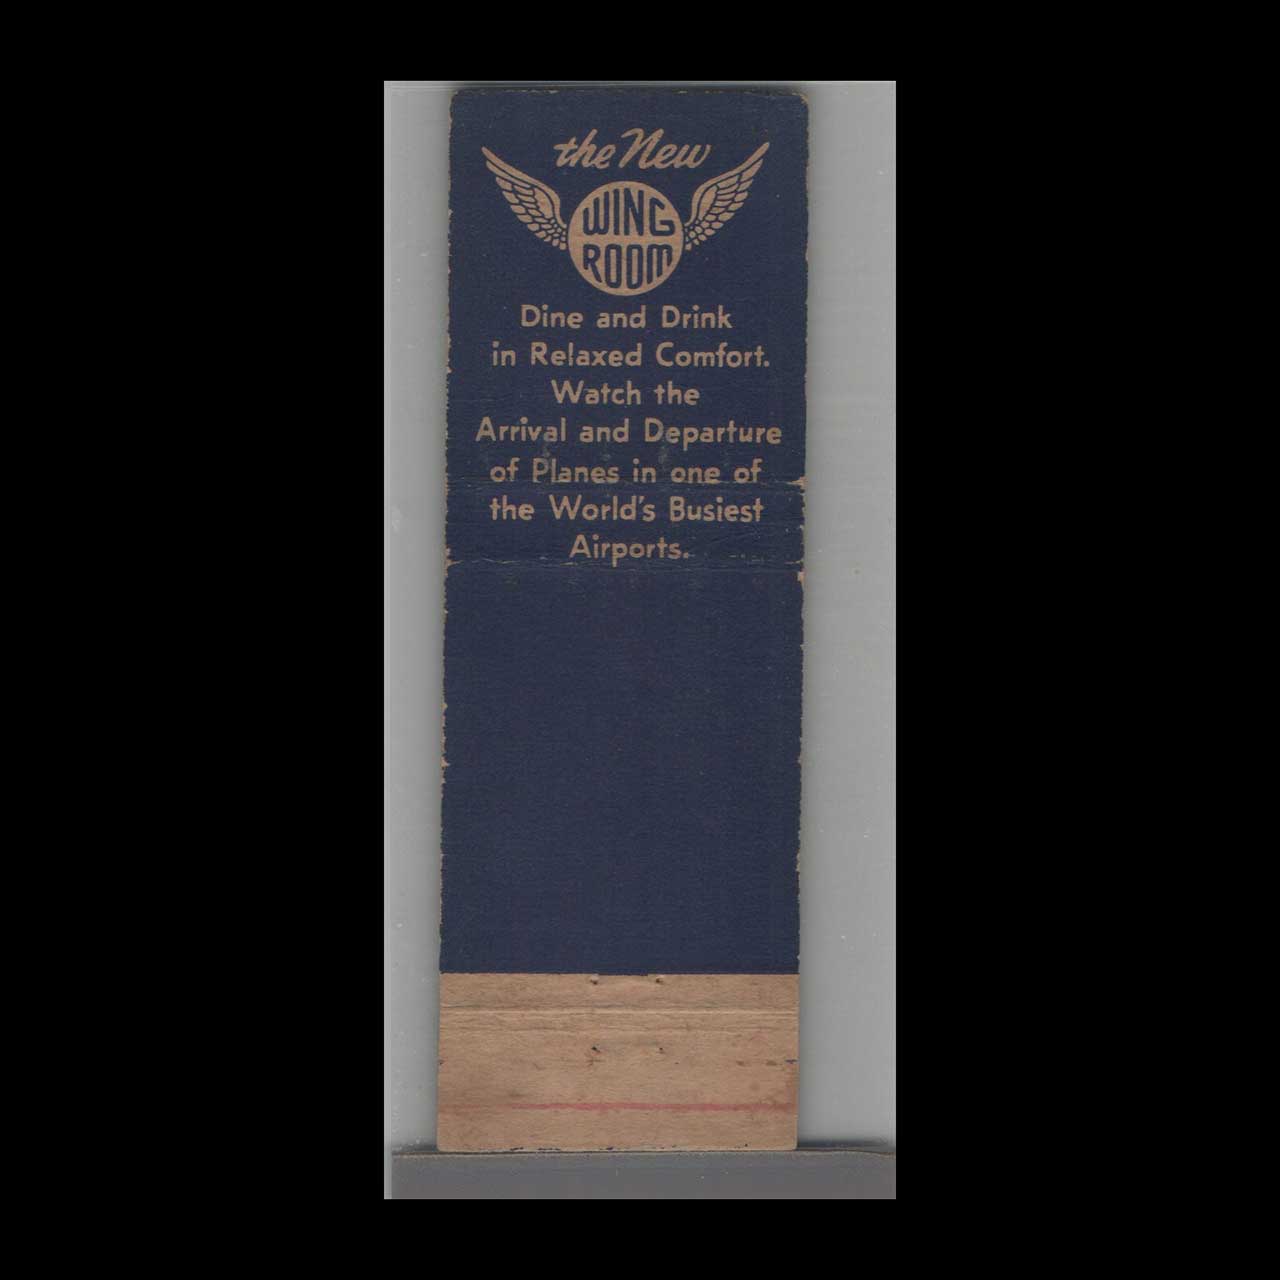 the New
WING
ROOM
Dine and Drink
in Relaxed Comfort.
Watch the
Arrival and Departure
of Planes in one of
the World's Busiest
Airports.